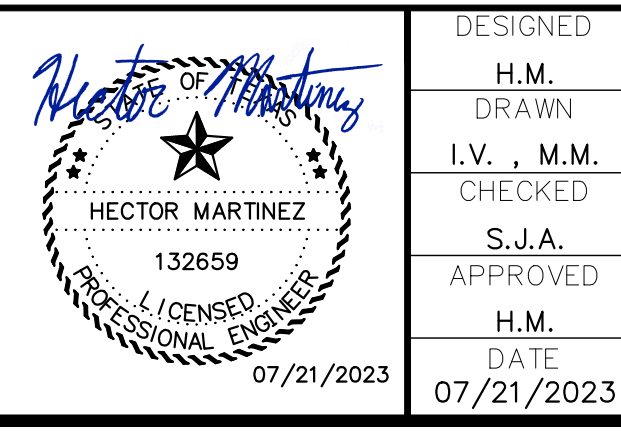 Hector Martinez
STATE OF TEXAS
HECTOR MARTINEZ
132659
LICENSED
PROFESSIONAL ENGINEER
07/21/2023
DESIGNED
H.M.
DRAWN
I.V. , M.M.
CHECKED
S.J.A.
APPROVED
H.M.
DATE
07/21/2023